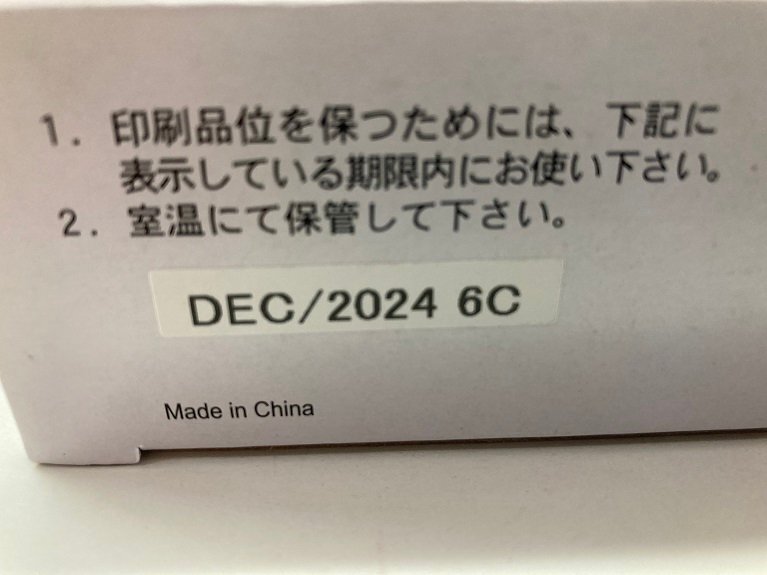 1. 印刷品位を保つためには、下記に
表示している期限内にお使い下さい。
2. 室温にて保管して下さい。
DEC/2024 6C
Made in China